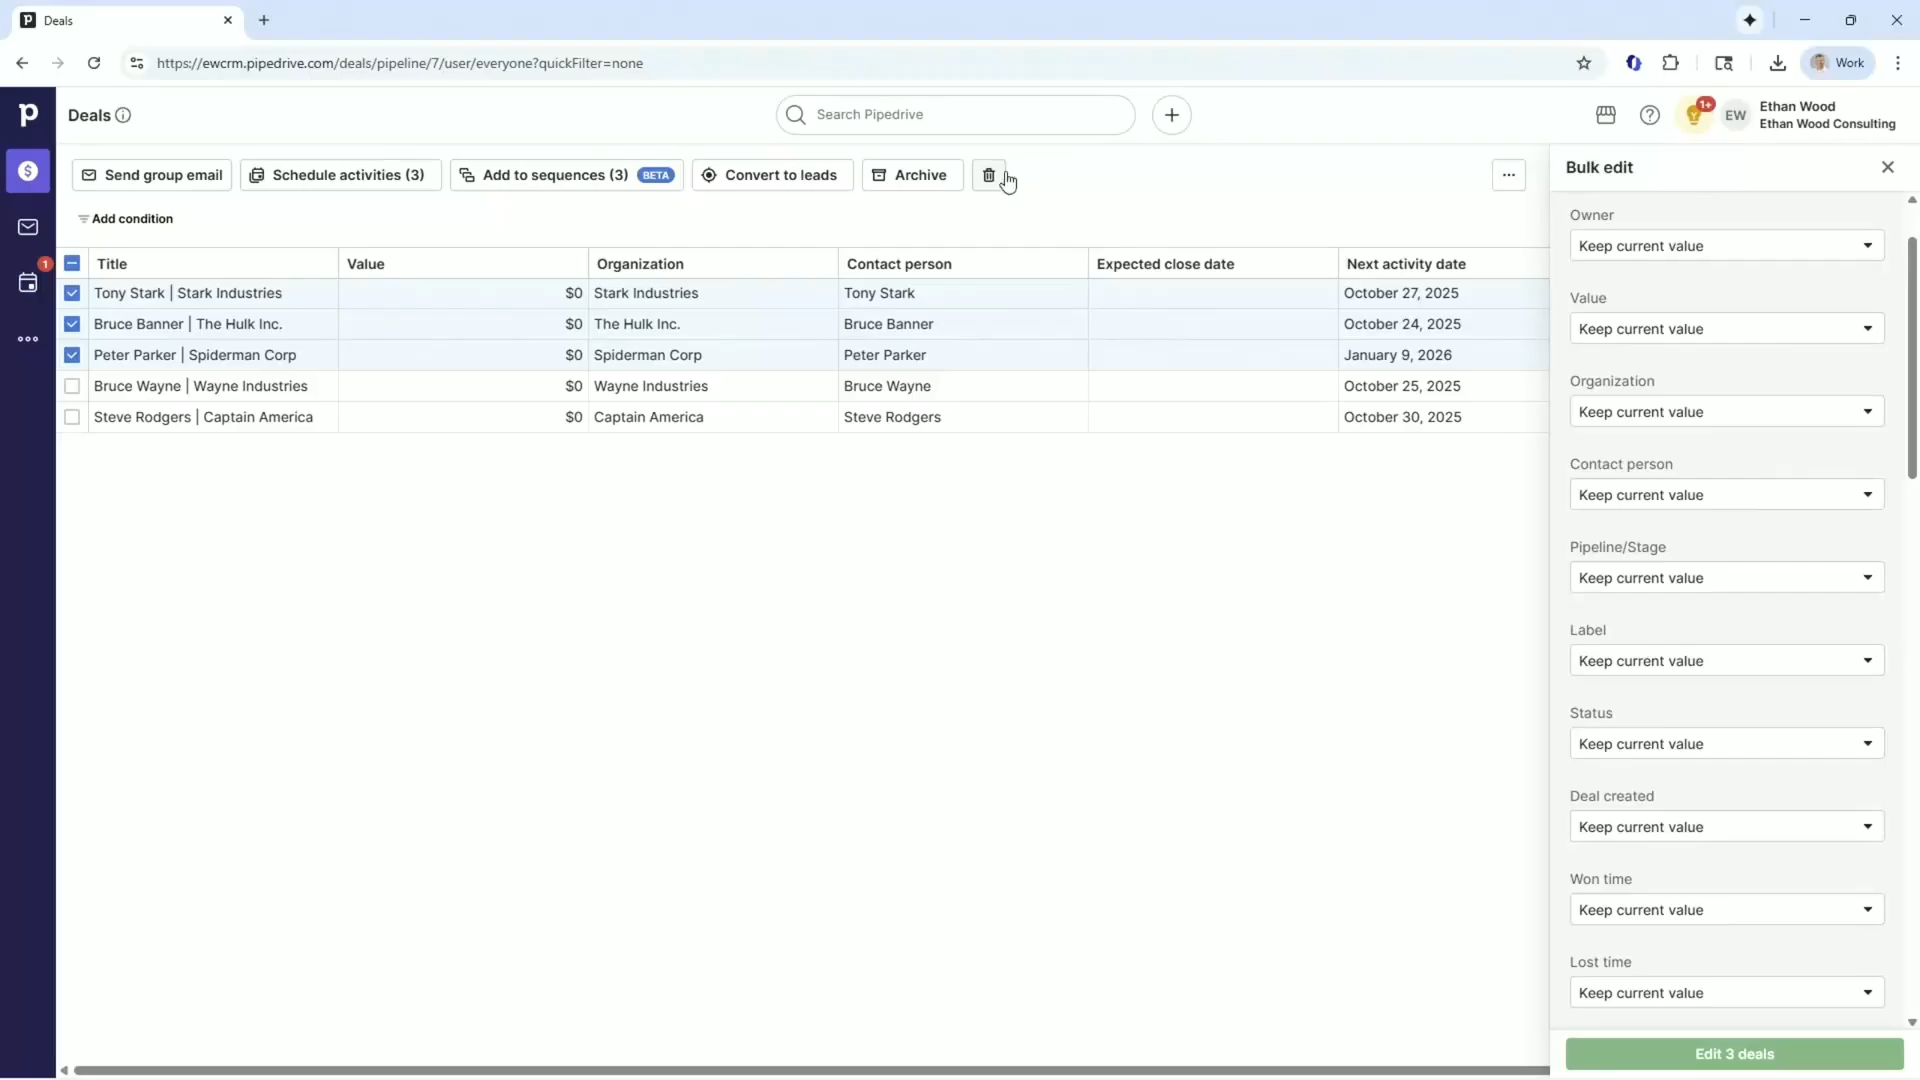 Deals
https://ewcrm.pipedrive.com/deals/pipeline/7/user/everyone?quickFilter=none
Work
Deals
Search Pipedrive
1+
EW
Ethan Wood
Ethan Wood Consulting
Send group email
Schedule activities (3)
Add to sequences (3) BETA
Convert to leads
Archive
...
Add condition
1
Title Value Organization Contact person Expected close date Next activity date
Tony Stark | Stark Industries $0 Stark Industries Tony Stark October 27, 2025
Bruce Banner | The Hulk Inc. $0 The Hulk Inc. Bruce Banner October 24, 2025
Peter Parker | Spiderman Corp $0 Spiderman Corp Peter Parker January 9, 2026
Bruce Wayne | Wayne Industries $0 Wayne Industries Bruce Wayne October 25, 2025
Steve Rodgers | Captain America $0 Captain America Steve Rodgers October 30, 2025
Bulk edit
Owner
Keep current value
Value
Keep current value
Organization
Keep current value
Contact person
Keep current value
Pipeline/Stage
Keep current value
Label
Keep current value
Status
Keep current value
Deal created
Keep current value
Won time
Keep current value
Lost time
Keep current value
Edit 3 deals